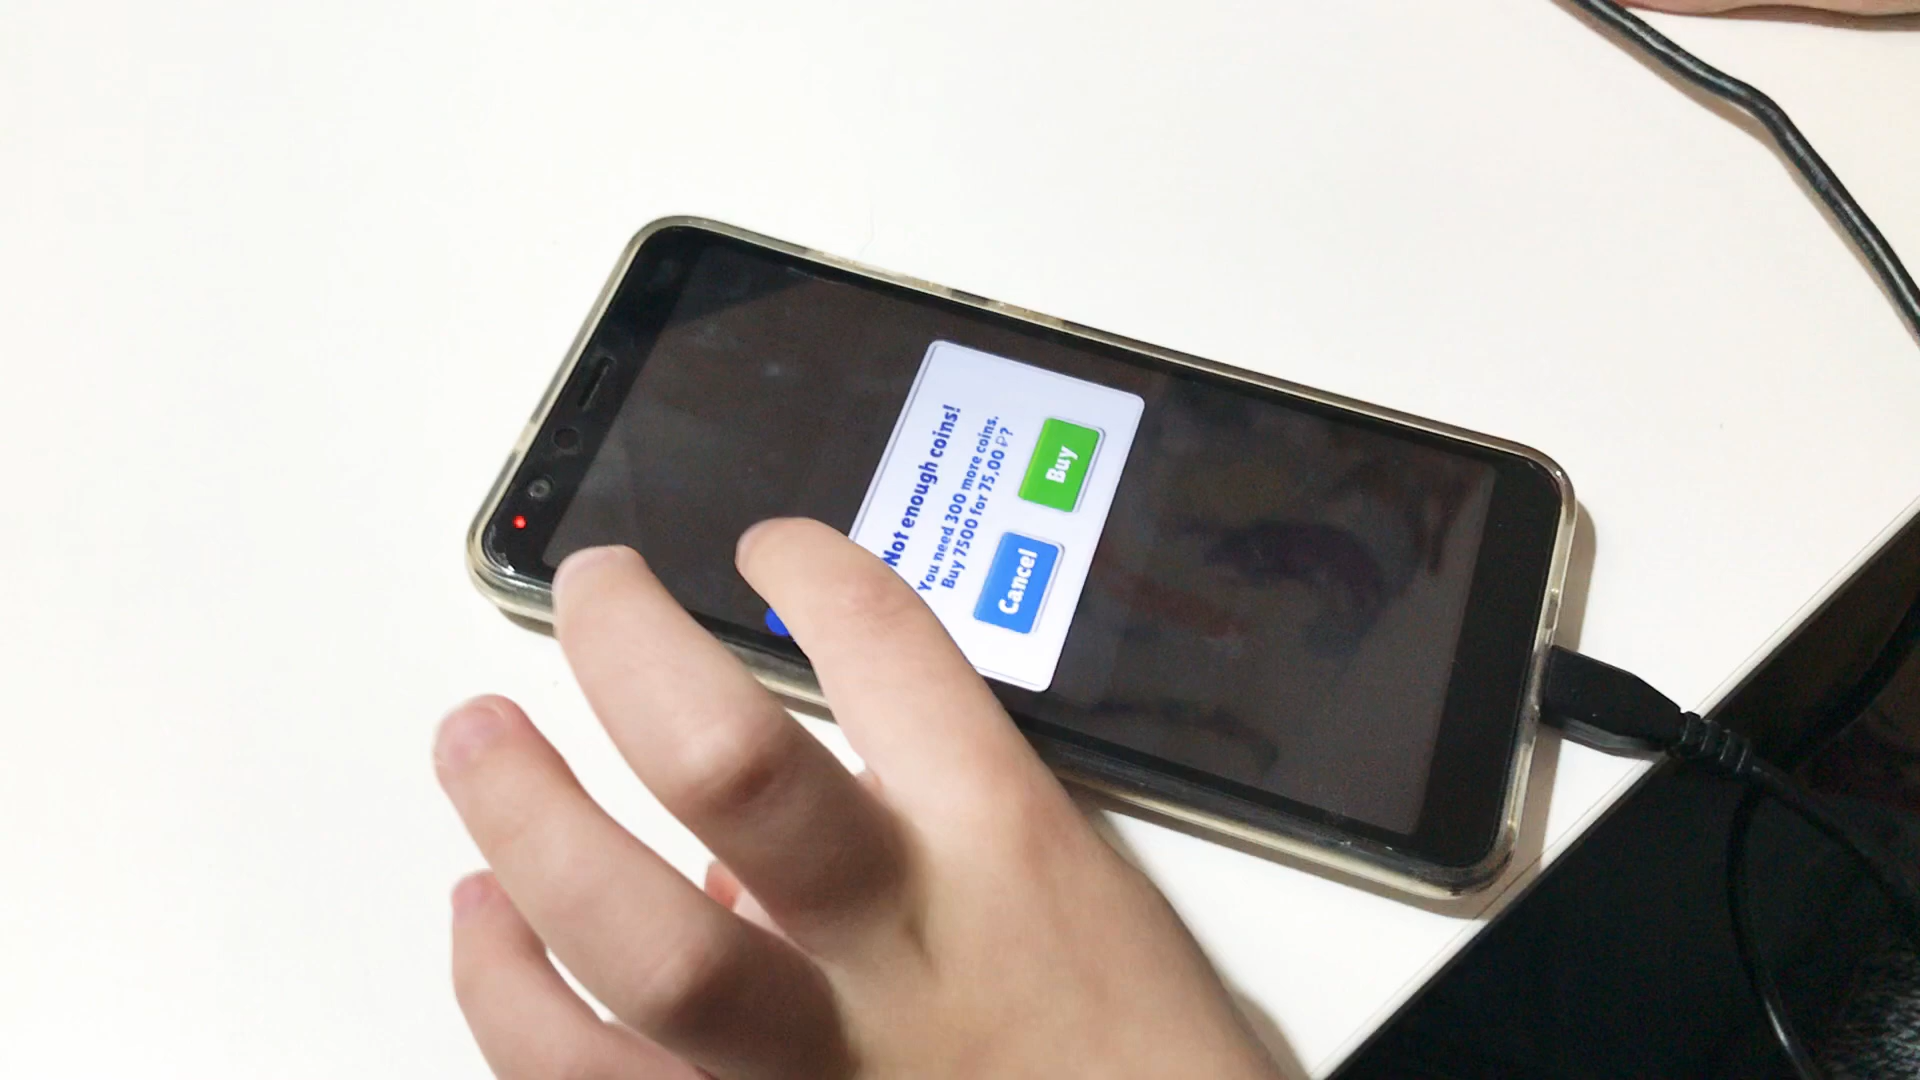 Not enough coins!
You need 300 more coins.
Buy 7500 for 75,00 ₽?
Cancel
Buy